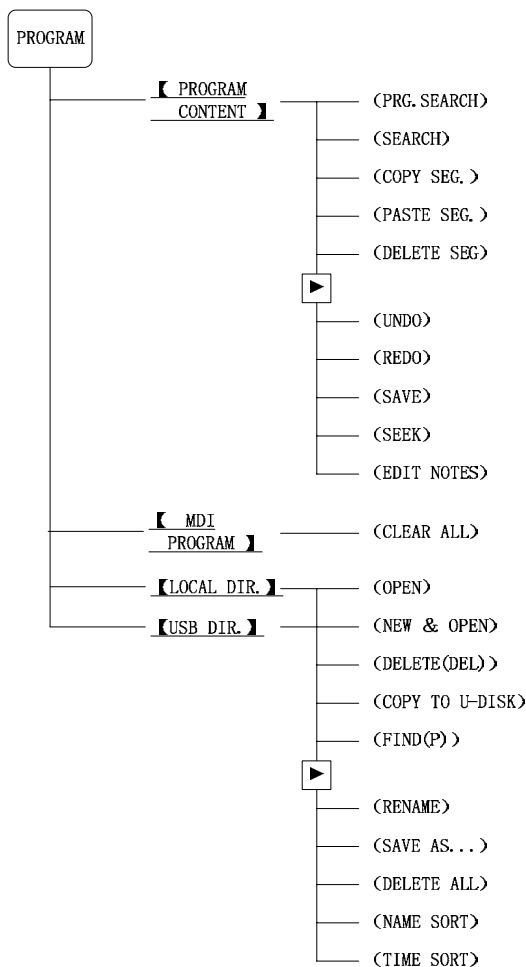 PROGRAM
【 PROGRAM
CONTENT 】
(PRG.SEARCH)
(SEARCH)
(COPY SEG.)
(PASTE SEG.)
(DELETE SEG)
(UNDO)
(REDO)
(SAVE)
(SEEK)
(EDIT NOTES)
【 MDI
PROGRAM 】
(CLEAR ALL)
【LOCAL DIR.】
(OPEN)
【USB DIR.】
(NEW & OPEN)
(DELETE(DEL))
(COPY TO U-DISK)
(FIND(P))
(RENAME)
(SAVE AS...)
(DELETE ALL)
(NAME SORT)
(TIME SORT)